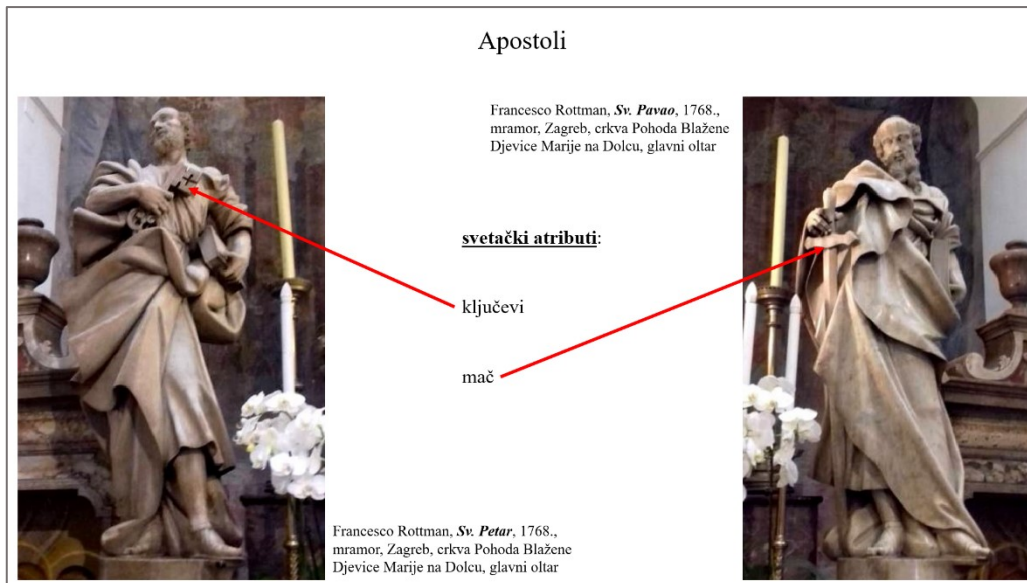 Apostoli
Francesco Rottman, Sv. Pavao, 1768.,
mramor, Zagreb, crkva Pohoda Blažene
Djevice Marije na Dolcu, glavni oltar
svetački atributi:
ključevi
mač
Francesco Rottman, Sv. Petar, 1768.,
mramor, Zagreb, crkva Pohoda Blažene
Djevice Marije na Dolcu, glavni oltar